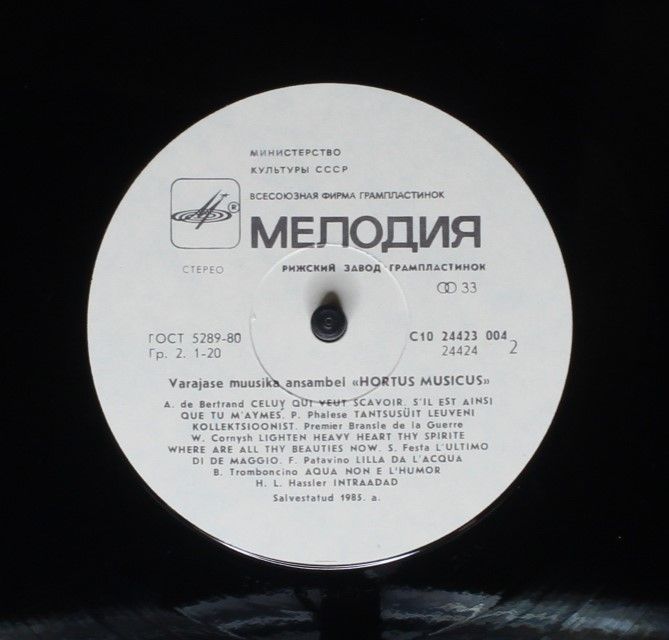 МИНИСТЕРСТВО
КУЛЬТУРЫ СССР
ВСЕСОЮЗНАЯ ФИРМА ГРАМПЛАСТИНОК
®
МЕЛОДИЯ
СТЕРЕО
РИЖСКИЙ ЗАВОД ГРАМПЛАСТИНОК
33
ГОСТ 5289-80
Гр. 2. 1-20
С10 24423 004
24424 2
Varajase muusika ansambel «HORTUS MUSICUS»
A. de Bertrand CELUY QUI VEUT SCAVOIR. S'IL EST AINSI
QUE TU M'AYMES. P. Phalese TANTSUSÜIT LEUVENI
KOLLEKTSIOONIST. Premier Bransle de la Guerre
W. Cornysh LIGHTEN HEAVY HEART THY SPIRITE
WHERE ARE ALL THY BEAUTIES NOW. S. Festa L'ULTIMO
DI DE MAGGIO. F. Patavino LILLA DA L'ACQUA
B. Tromboncino AQUA NON E L'HUMOR
H. L. Hassler INTRAADAD
Salvestatud 1985. a.